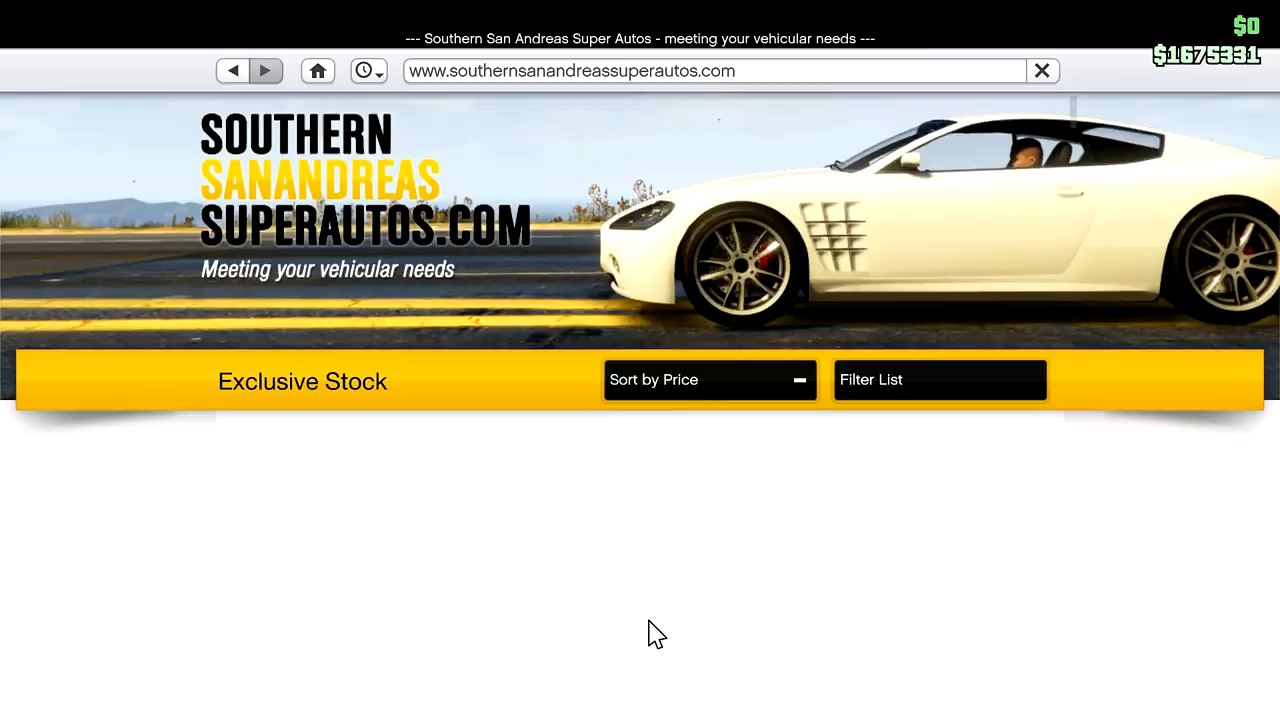 $0
--- Southern San Andreas Super Autos - meeting your vehicular needs ---
$1675331
www.southernsanandreassuperautos.com
SOUTHERN
SANANDREAS
SUPERAUTOS.COM
Meeting your vehicular needs
Exclusive Stock
Sort by Price
Filter List